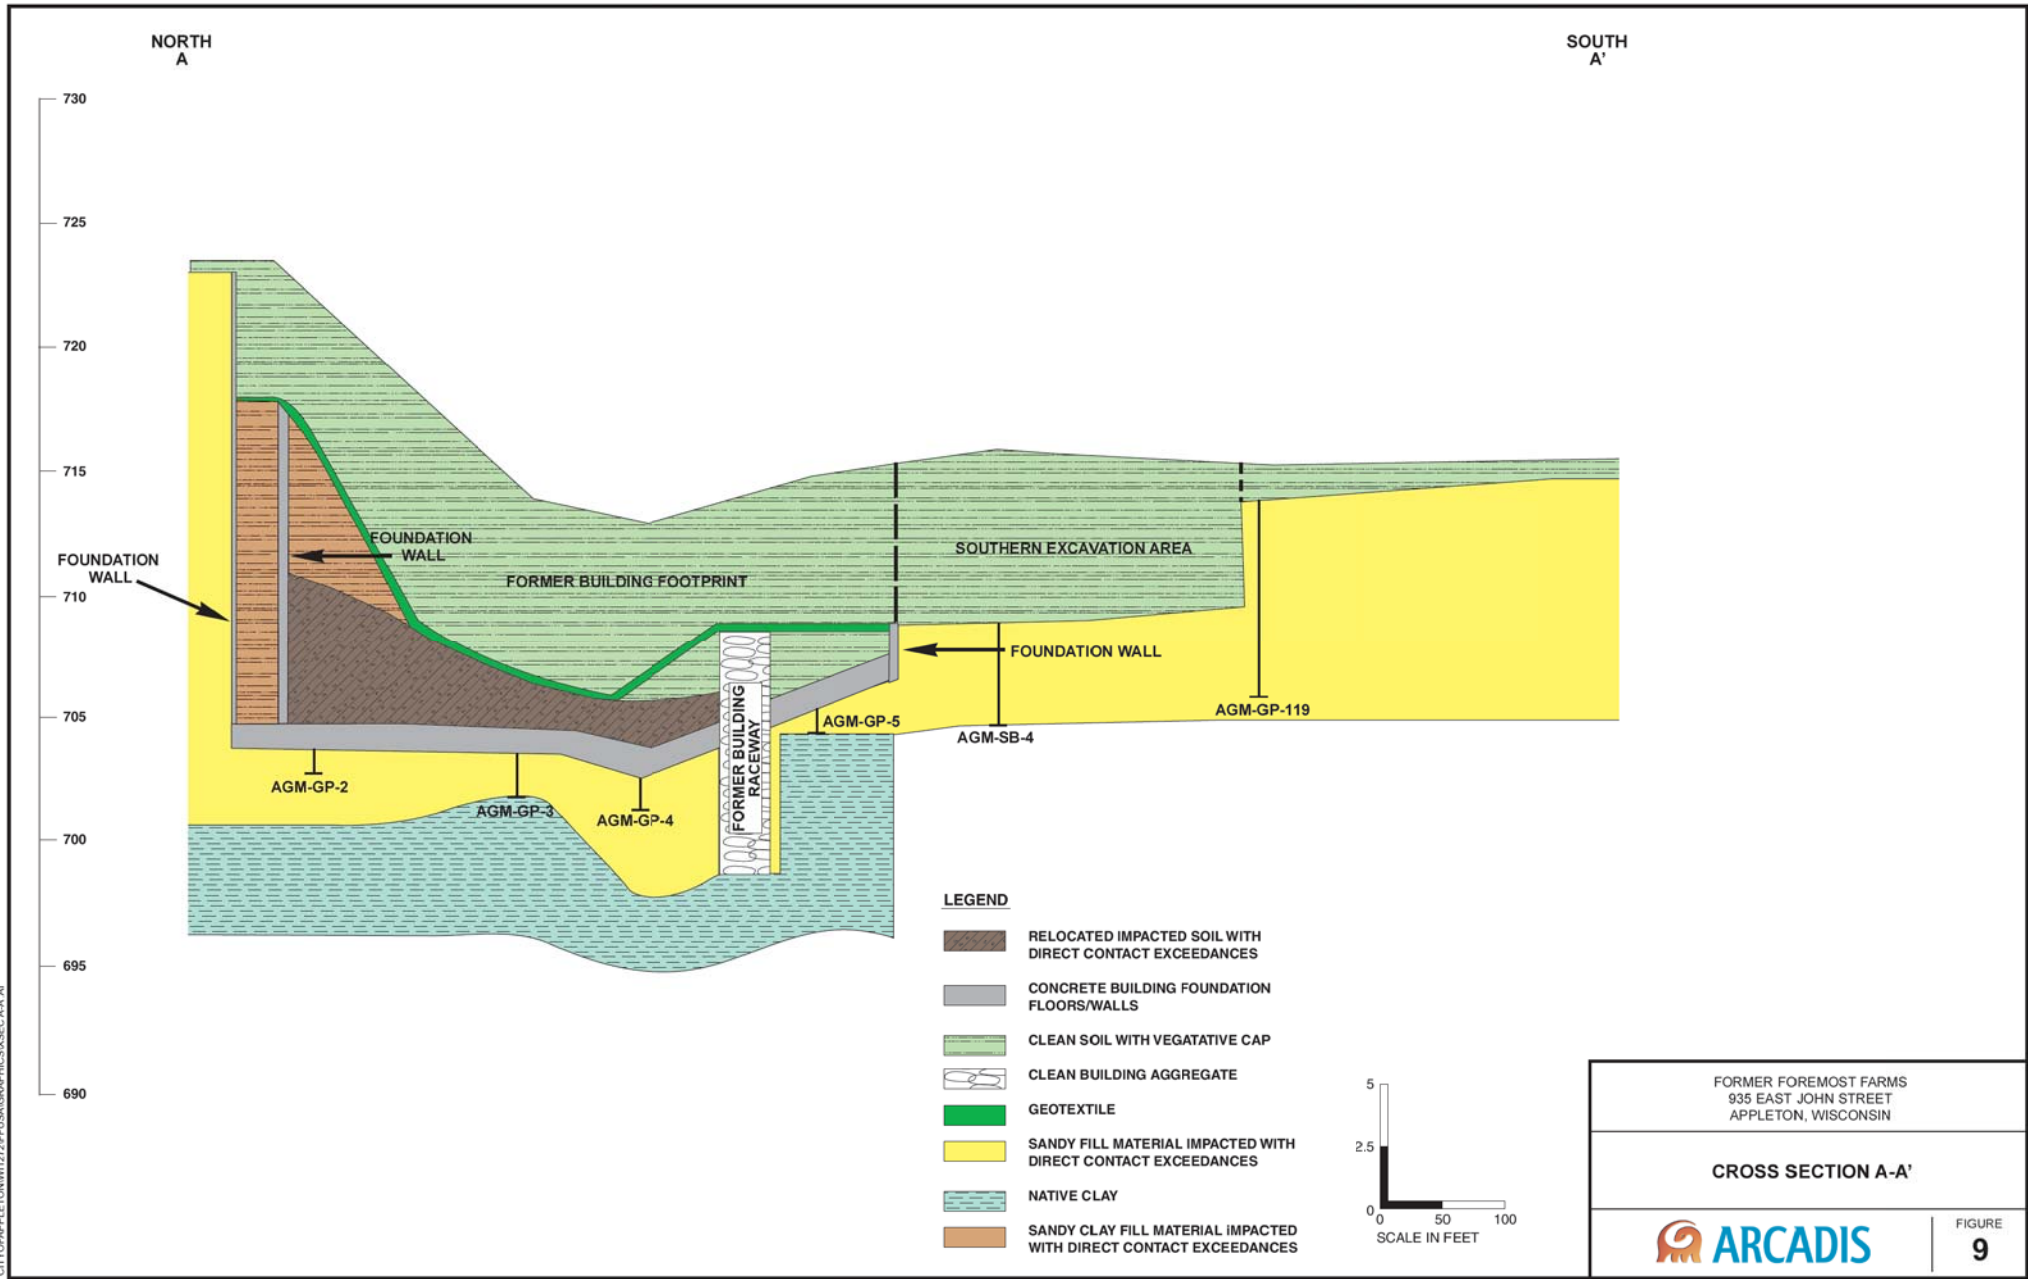 NORTH
A
SOUTH
A'
730
725
720
715
710
705
700
695
690
FOUNDATION
WALL
FOUNDATION
WALL
FORMER BUILDING FOOTPRINT
SOUTHERN EXCAVATION AREA
FOUNDATION WALL
FORMER BUILDING
RACEWAY
AGM-GP-2
AGM-GP-3
AGM-GP-4
AGM-GP-5
AGM-SB-4
AGM-GP-119
LEGEND
RELOCATED IMPACTED SOIL WITH
DIRECT CONTACT EXCEEDANCES
CONCRETE BUILDING FOUNDATION
FLOORS/WALLS
CLEAN SOIL WITH VEGATATIVE CAP
CLEAN BUILDING AGGREGATE
GEOTEXTILE
SANDY FILL MATERIAL IMPACTED WITH
DIRECT CONTACT EXCEEDANCES
NATIVE CLAY
SANDY CLAY FILL MATERIAL IMPACTED
WITH DIRECT CONTACT EXCEEDANCES
5
2.5
0
0 50 100
SCALE IN FEET
FORMER FOREMOST FARMS
935 EAST JOHN STREET
APPLETON, WISCONSIN
CROSS SECTION A-A'
ARCADIS
FIGURE
9